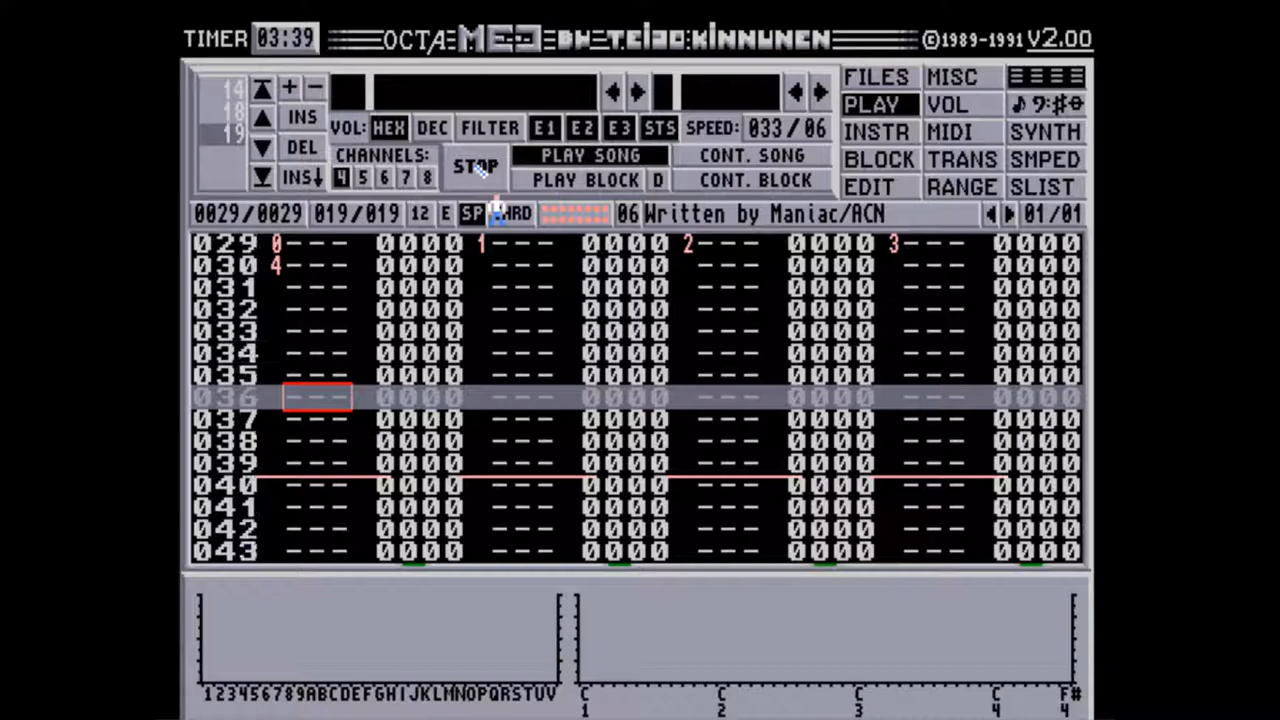 TIMER 03:39 OCTA MED BY TEIJO KINNUNEN ©1989-1991 V2.00
14 + - FILES MISC
18 INS PLAY VOL
19 VOL: HEX DEC FILTER E1 E2 E3 STS SPEED: 033/06 INSTR MIDI SYNTH
DEL CHANNELS: STOP PLAY SONG CONT. SONG BLOCK TRANS SMPED
INS↓ 4 5 6 7 8 PLAY BLOCK D CONT. BLOCK EDIT RANGE SLIST
0029/0029 019/019 12 E SP HRD 06 Written by Maniac/ACN 01/01
029 0 --- 0000 1 --- 0000 2 --- 0000 3 --- 0000
030 4 --- 0000 --- 0000 --- 0000 --- 0000
031 --- 0000 --- 0000 --- 0000 --- 0000
032 --- 0000 --- 0000 --- 0000 --- 0000
033 --- 0000 --- 0000 --- 0000 --- 0000
034 --- 0000 --- 0000 --- 0000 --- 0000
035 --- 0000 --- 0000 --- 0000 --- 0000
036 --- 0000 --- 0000 --- 0000 --- 0000
037 --- 0000 --- 0000 --- 0000 --- 0000
038 --- 0000 --- 0000 --- 0000 --- 0000
039 --- 0000 --- 0000 --- 0000 --- 0000
040 --- 0000 --- 0000 --- 0000 --- 0000
041 --- 0000 --- 0000 --- 0000 --- 0000
042 --- 0000 --- 0000 --- 0000 --- 0000
043 --- 0000 --- 0000 --- 0000 --- 0000
123456789ABCDEFGHIJKLMNOPQRSTUV C C C C F#
1 2 3 4 4